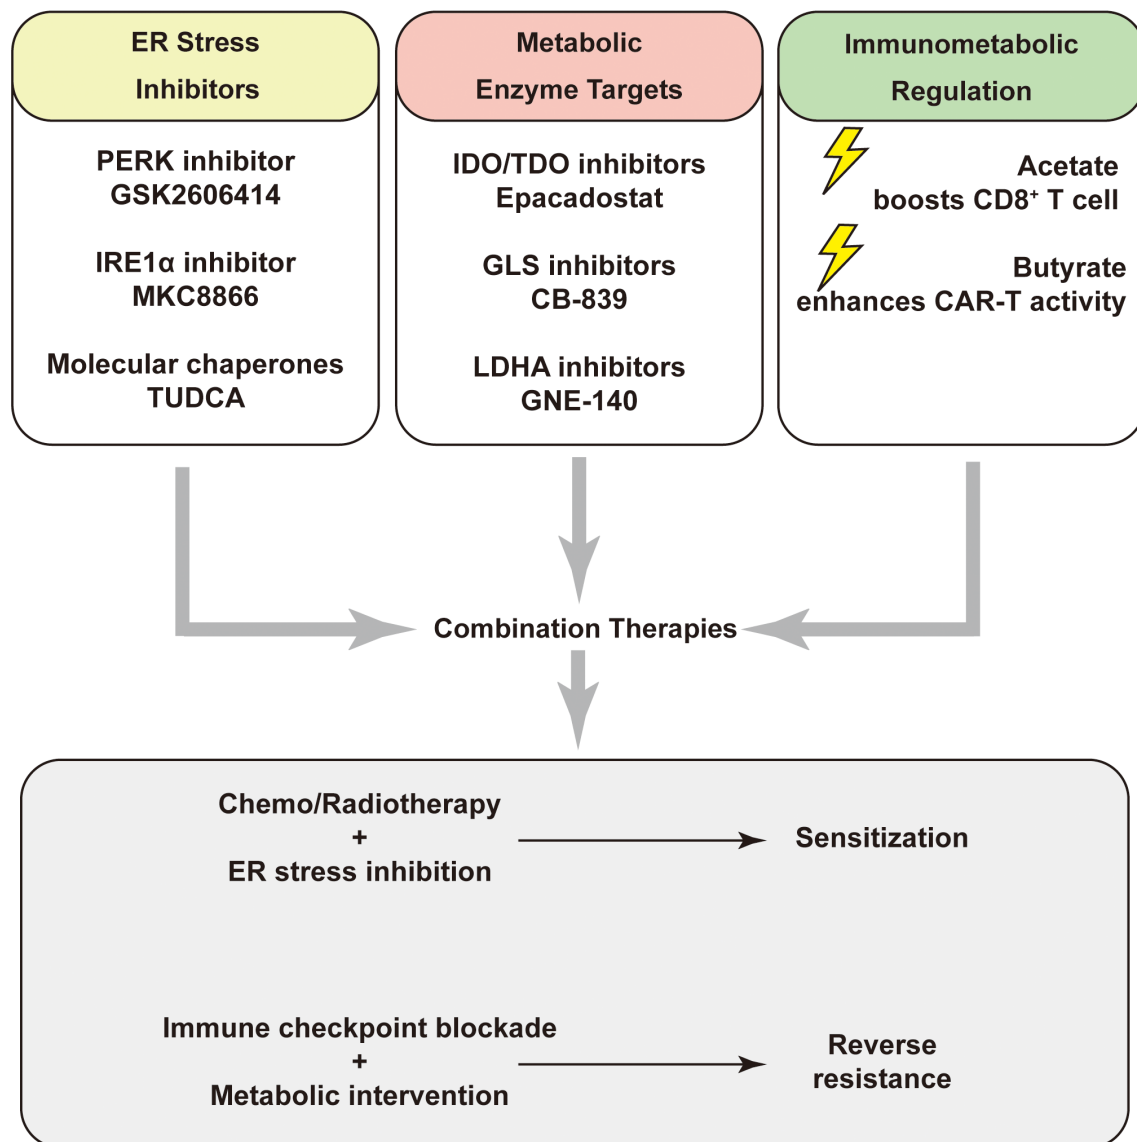 ER Stress
Inhibitors
PERK inhibitor
GSK2606414
IRE1α inhibitor
MKC8866
Molecular chaperones
TUDCA
Metabolic
Enzyme Targets
IDO/TDO inhibitors
Epacadostat
GLS inhibitors
CB-839
LDHA inhibitors
GNE-140
Immunometabolic
Regulation
Acetate
boosts CD8⁺ T cell
Butyrate
enhances CAR-T activity
Combination Therapies
Chemo/Radiotherapy
+
ER stress inhibition
Sensitization
Immune checkpoint blockade
+
Metabolic intervention
Reverse
resistance